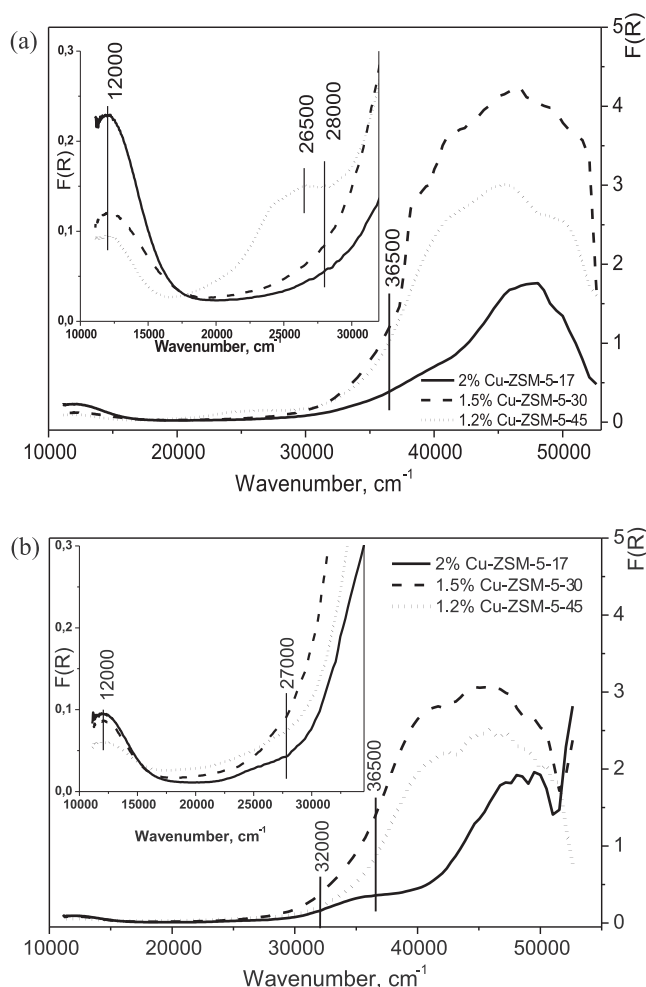 (a)
0,3
0,2
0,1
0,0
F(R)
12000
26500
28000
10000 15000 20000 25000 30000
Wavenumber, cm-1
36500
5
4
3
2
1
0
F(R)
2% Cu-ZSM-5-17
1.5% Cu-ZSM-5-30
1.2% Cu-ZSM-5-45
10000 20000 30000 40000 50000
Wavenumber, cm-1
(b)
0,3
0,2
0,1
0,0
F(R)
12000
27000
10000 15000 20000 25000 30000
Wavenumber, cm-1
32000
36500
2% Cu-ZSM-5-17
1.5% Cu-ZSM-5-30
1.2% Cu-ZSM-5-45
5
4
3
2
1
0
F(R)
10000 20000 30000 40000 50000
Wavenumber, cm-1